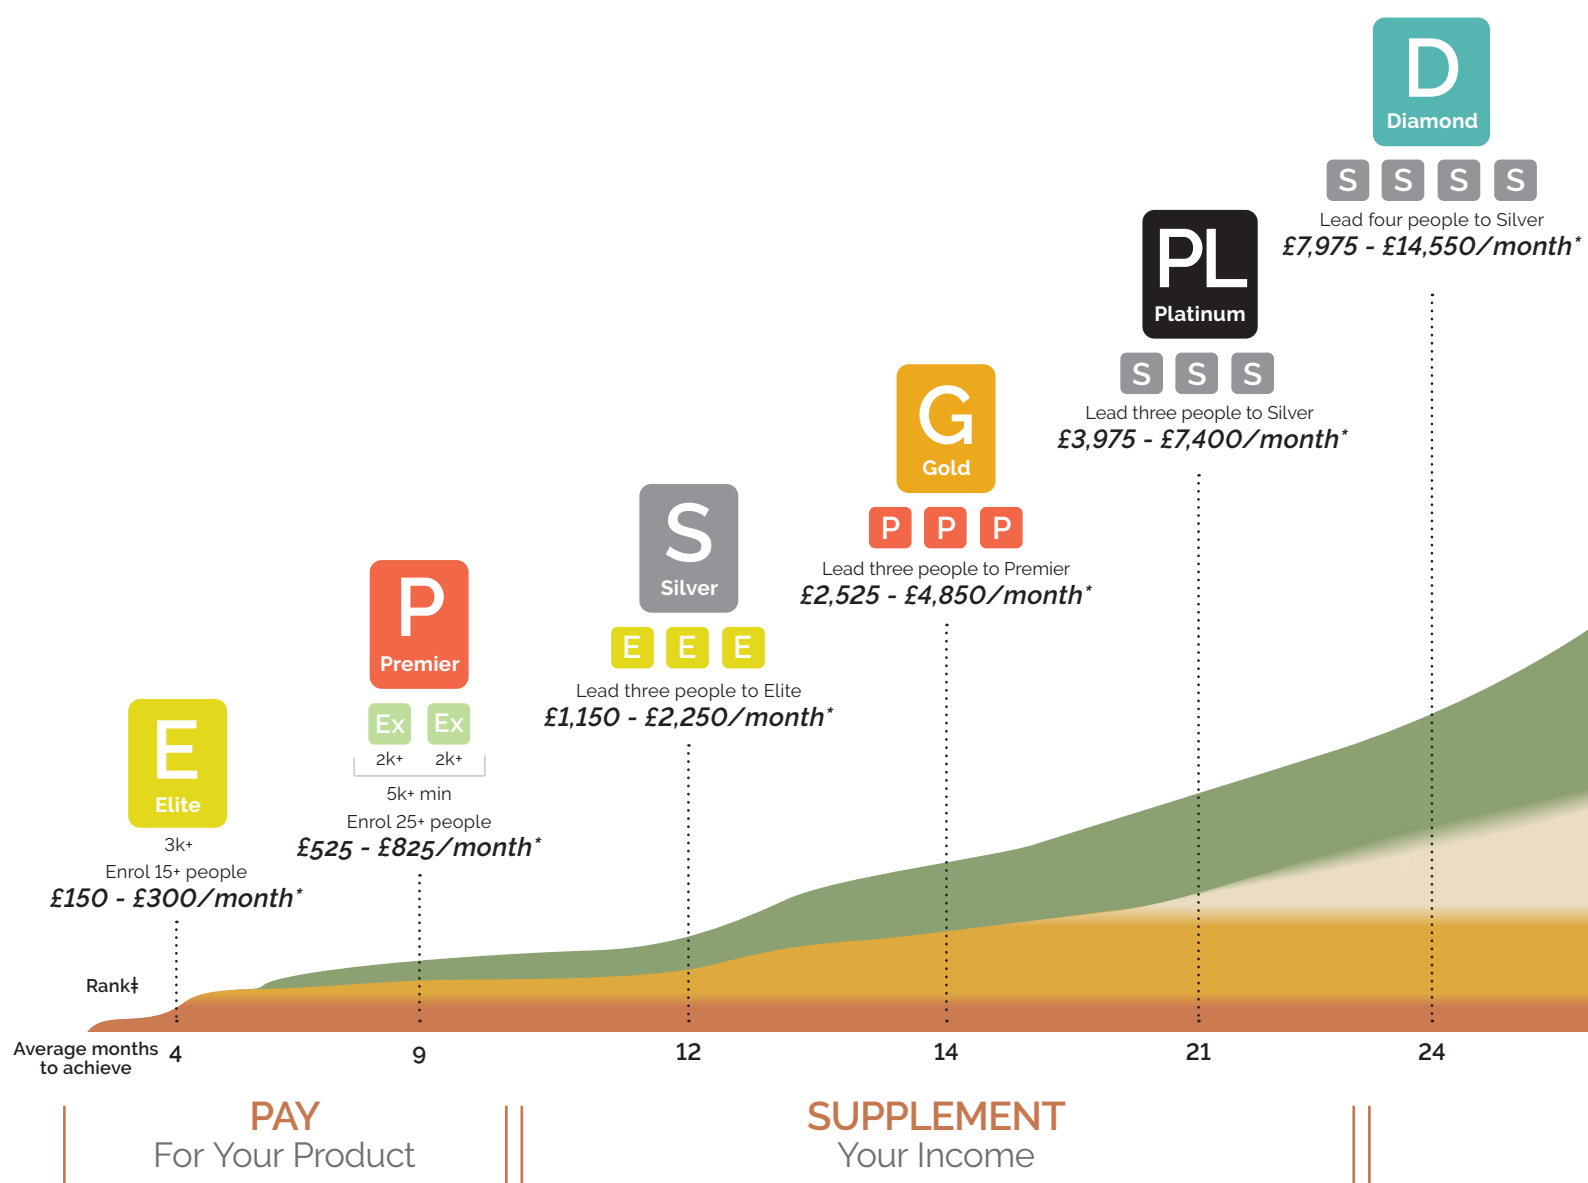 E
Elite
3k+
Enrol 15+ people
£150 - £300/month*
P
Premier
Ex Ex
2k+ 2k+
5k+ min
Enrol 25+ people
£525 - £825/month*
S
Silver
E E E
Lead three people to Elite
£1,150 - £2,250/month*
G
Gold
P P P
Lead three people to Premier
£2,525 - £4,850/month*
PL
Platinum
S S S
Lead three people to Silver
£3,975 - £7,400/month*
D
Diamond
S S S S
Lead four people to Silver
£7,975 - £14,550/month*
Rank‡
Average months
to achieve
4 9 12 14 21 24
PAY
For Your Product
SUPPLEMENT
Your Income